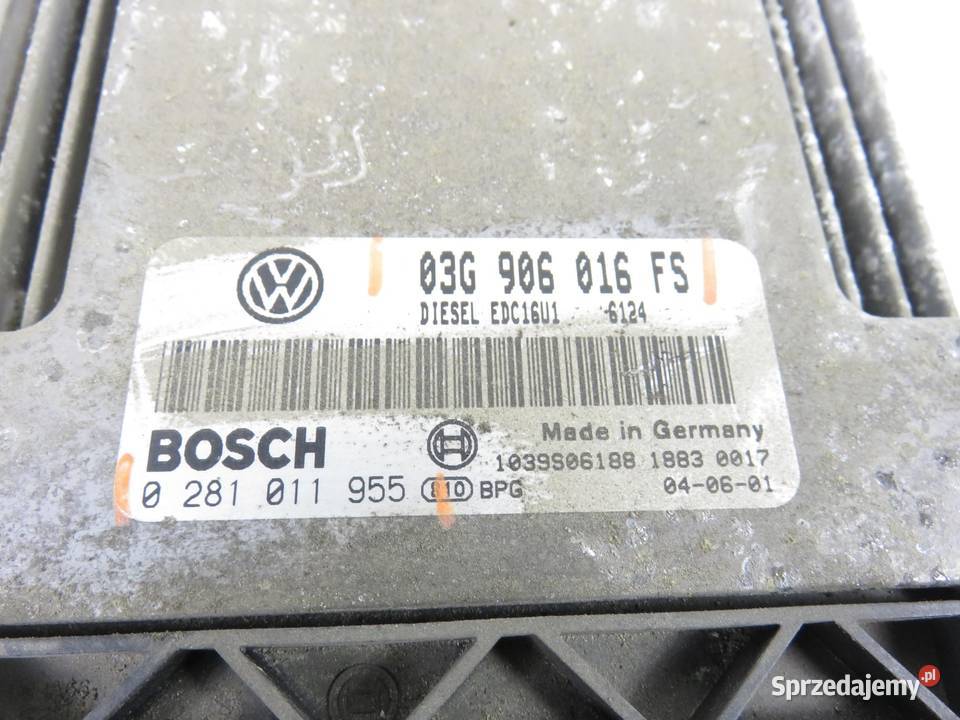 03G 906 016 FS
DIESEL EDC16U1 6124
BOSCH
Made in Germany
1039S06188 1883 0017
0 281 011 955 810 BPG 04-06-01
Sprzedajemy.pl